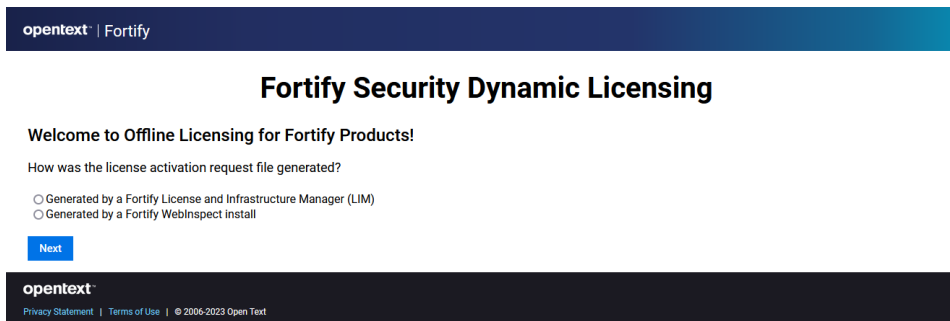 opentext™ | Fortify
Fortify Security Dynamic Licensing
Welcome to Offline Licensing for Fortify Products!
How was the license activation request file generated?
Generated by a Fortify License and Infrastructure Manager (LIM)
Generated by a Fortify WebInspect install
Next
opentext™
Privacy Statement | Terms of Use | © 2006-2023 Open Text